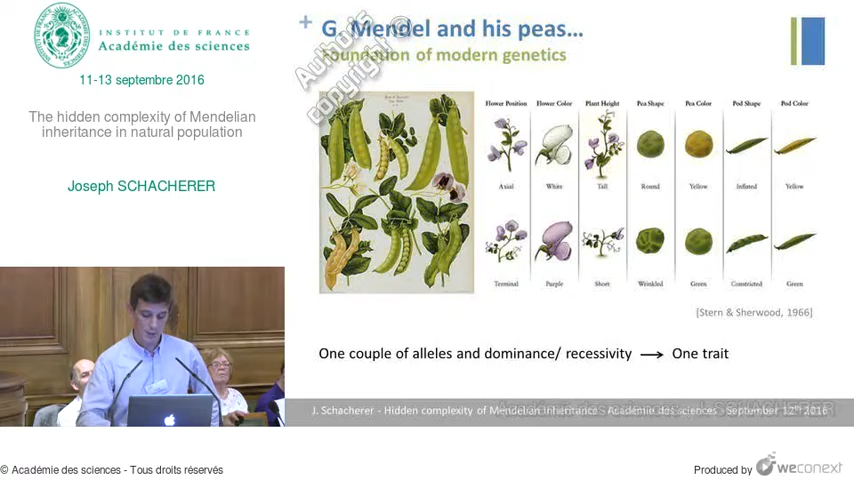 INSTITUT DE FRANCE
Académie des sciences
11-13 septembre 2016
The hidden complexity of Mendelian
inheritance in natural population
Joseph SCHACHERER
G. Mendel and his peas…
Foundation of modern genetics
Author's
copyright ©
Flower Position Flower Color Plant Height Pea Shape Pea Color Pod Shape Pod Color
Axial White Tall Round Yellow Inflated Yellow
Terminal Purple Short Wrinkled Green Constricted Green
[Stern & Sherwood, 1966]
One couple of alleles and dominance/ recessivity → One trait
J. Schacherer - Hidden complexity of Mendelian Inheritance - Académie des sciences - September 12th 2016
Académie des sciences - J. SCHACHERER
© Académie des sciences - Tous droits réservés
Produced by weconext